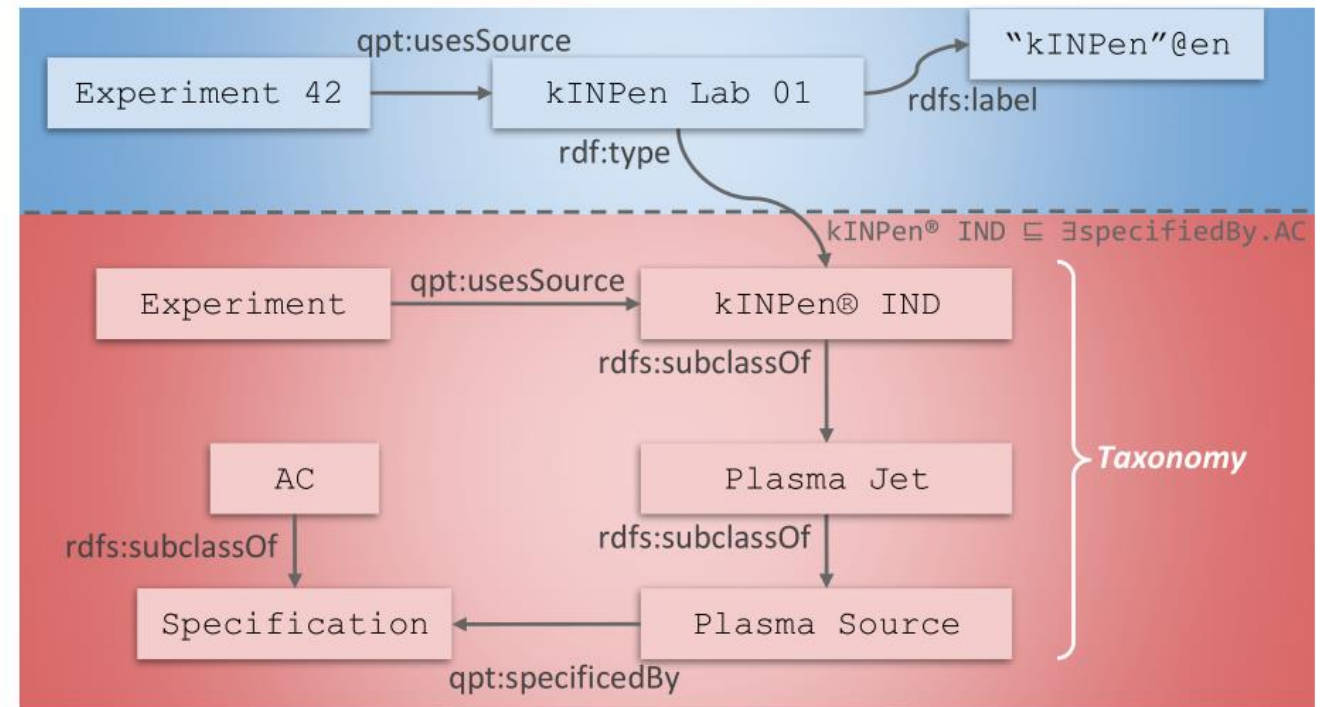 qpt:usesSource
“kINPen”@en
Experiment 42
kINPen Lab 01
rdfs:label
rdf:type
kINPen® IND ⊑ ∃specifiedBy.AC
qpt:usesSource
Experiment
kINPen® IND
rdfs:subclassOf
AC
Plasma Jet
Taxonomy
rdfs:subclassOf
rdfs:subclassOf
Specification
Plasma Source
qpt:specificedBy